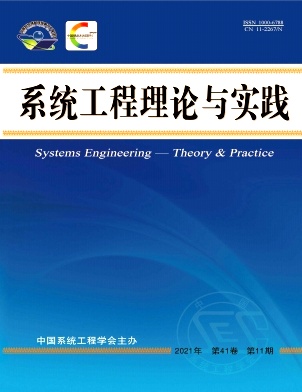 ISSN 1000-6788
CN 11-2267/N
系统工程理论与实践
Systems Engineering — Theory & Practice
中国系统工程学会主办
2021年 第41卷 第11期